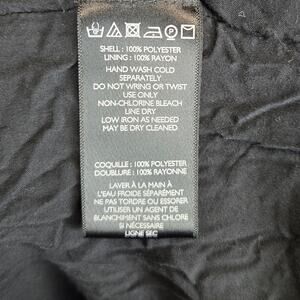 SHELL : 100% POLYESTER
LINING : 100% RAYON
HAND WASH COLD
SEPARATELY
DO NOT WRING OR TWIST
USE ONLY
NON-CHLORINE BLEACH
LINE DRY
LOW IRON AS NEEDED
MAY BE DRY CLEANED
COQUILLE : 100% POLYESTER
DOUBLURE : 100% RAYONNE
LAVER À LA MAIN À
L'EAU FROIDE SÉPARÉMENT
NE PAS TORDRE OU ESSORER
UTILISER UN AGENT DE
BLANCHIMENT SANS CHLORE
SI NÉCESSAIRE
LIGNE SEC